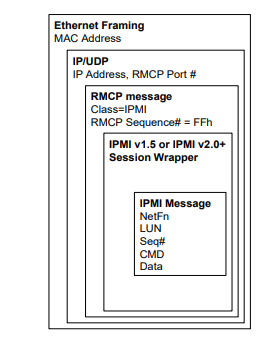 Ethernet Framing
MAC Address
IP/UDP
IP Address, RMCP Port #
RMCP message
Class=IPMI
RMCP Sequence# = FFh
IPMI v1.5 or IPMI v2.0+
Session Wrapper
IPMI Message
NetFn
LUN
Seq#
CMD
Data